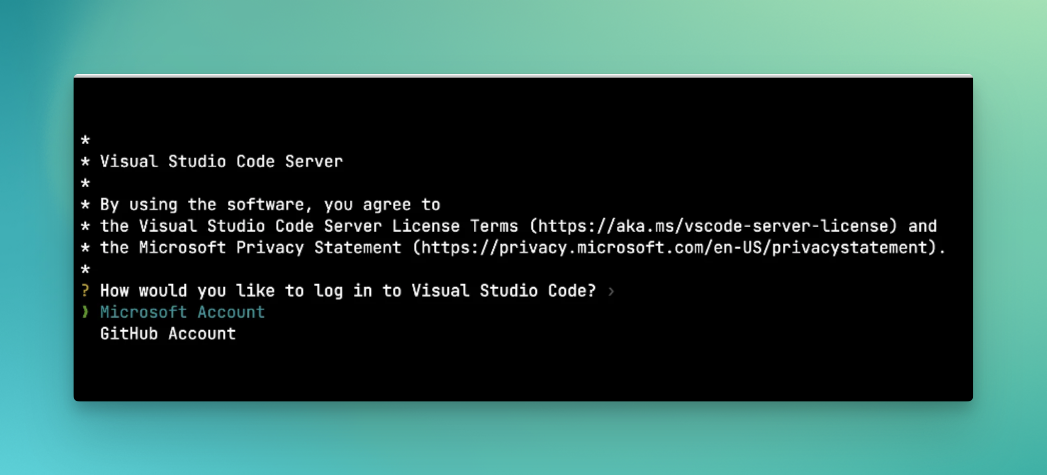 *
* Visual Studio Code Server
*
* By using the software, you agree to
* the Visual Studio Code Server License Terms (https://aka.ms/vscode-server-license) and
* the Microsoft Privacy Statement (https://privacy.microsoft.com/en-US/privacystatement).
*
? How would you like to log in to Visual Studio Code? ›
❯ Microsoft Account
GitHub Account